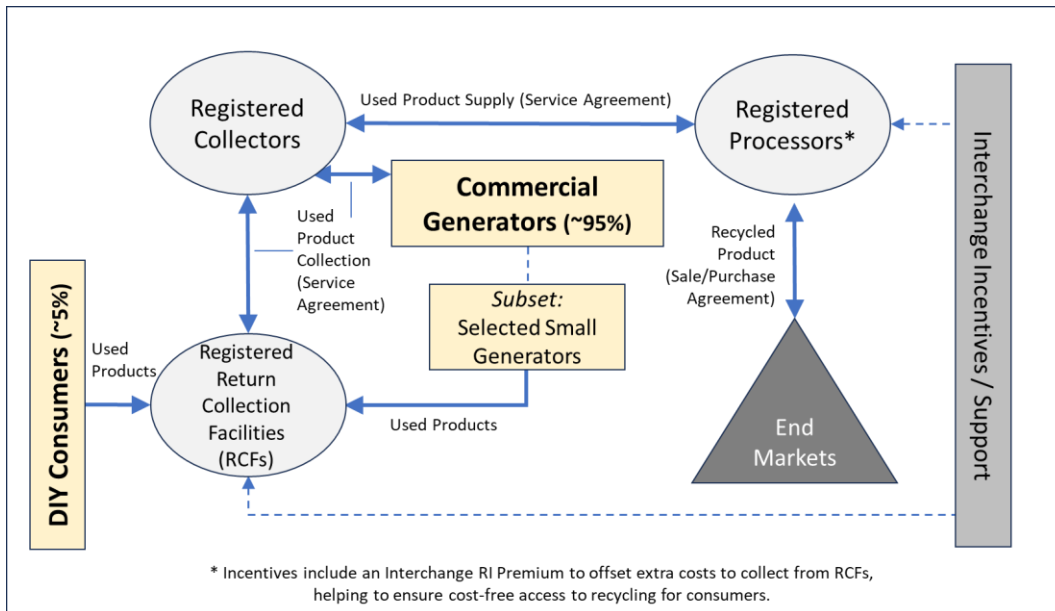 Registered
Collectors
Used Product Supply (Service Agreement)
Registered
Processors*
Commercial
Generators (~95%)
Used
Product
Collection
(Service
Agreement)
Recycled
Product
(Sale/Purchase
Agreement)
Subset:
Selected Small
Generators
DIY Consumers (~5%)
Used
Products
Registered
Return
Collection
Facilities
(RCFs)
Used Products
End
Markets
Interchange Incentives / Support
* Incentives include an Interchange RI Premium to offset extra costs to collect from RCFs,
helping to ensure cost-free access to recycling for consumers.